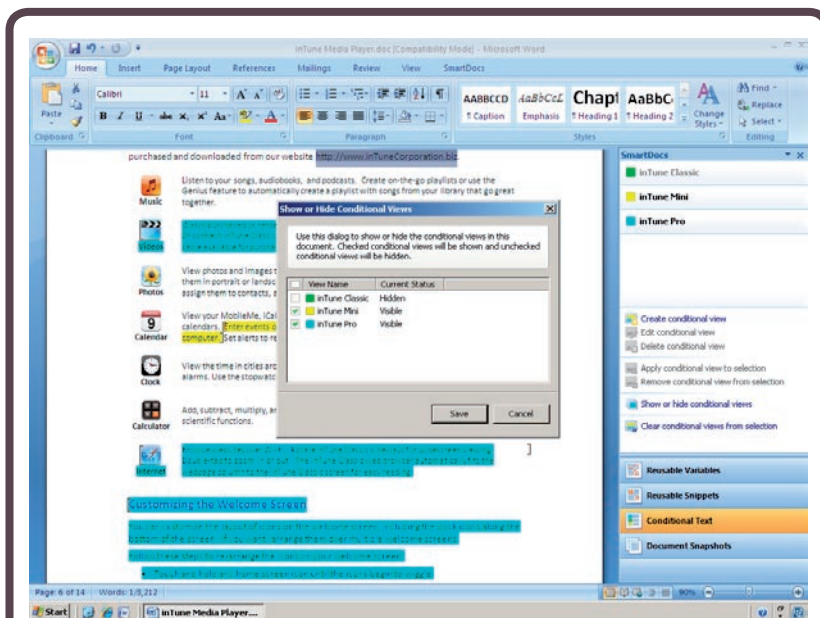 inTune Media Player.doc [Compatibility Mode] - Microsoft Word
Home Insert Page Layout References Mailings Review View SmartDocs
Paste
Calibri 11
AABBCCD AaBbCcL Chapt AaBbC
¶ Caption Emphasis ¶ Heading 1 ¶ Heading 2
Change Styles
Find
Replace
Select
Clipboard Font Paragraph Styles Editing
purchased and downloaded from our website http://www.inTuneCorporation.biz.
Music
Listen to your songs, audiobooks, and podcasts. Create on-the-go playlists or use the
Genius feature to automatically create a playlist with songs from your library that go great
together.
Videos
Photos
View photos and images t
them in portrait or landsc
assign them to contacts, a
Calendar
View your MobileMe, iCal
calendars. Enter events o
computer. Set alerts to re
Clock
View the time in cities arc
alarms. Use the stopwatc
Calculator
Add, subtract, multiply, an
scientific functions.
Internet
Customizing the Welcome Screen
Show or Hide Conditional Views
Use this dialog to show or hide the conditional views in this
document. Checked conditional views will be shown and unchecked
conditional views will be hidden.
View Name Current Status
inTune Classic Hidden
inTune Mini Visible
inTune Pro Visible
Save Cancel
SmartDocs
inTune Classic
inTune Mini
inTune Pro
Create conditional view
Edit conditional view
Delete conditional view
Apply conditional view to selection
Remove conditional view from selection
Show or hide conditional views
Clear conditional views from selection
Reusable Variables
Reusable Snippets
Conditional Text
Document Snapshots
Page: 6 of 14 Words: 1/3,212 90%
Start inTune Media Player....